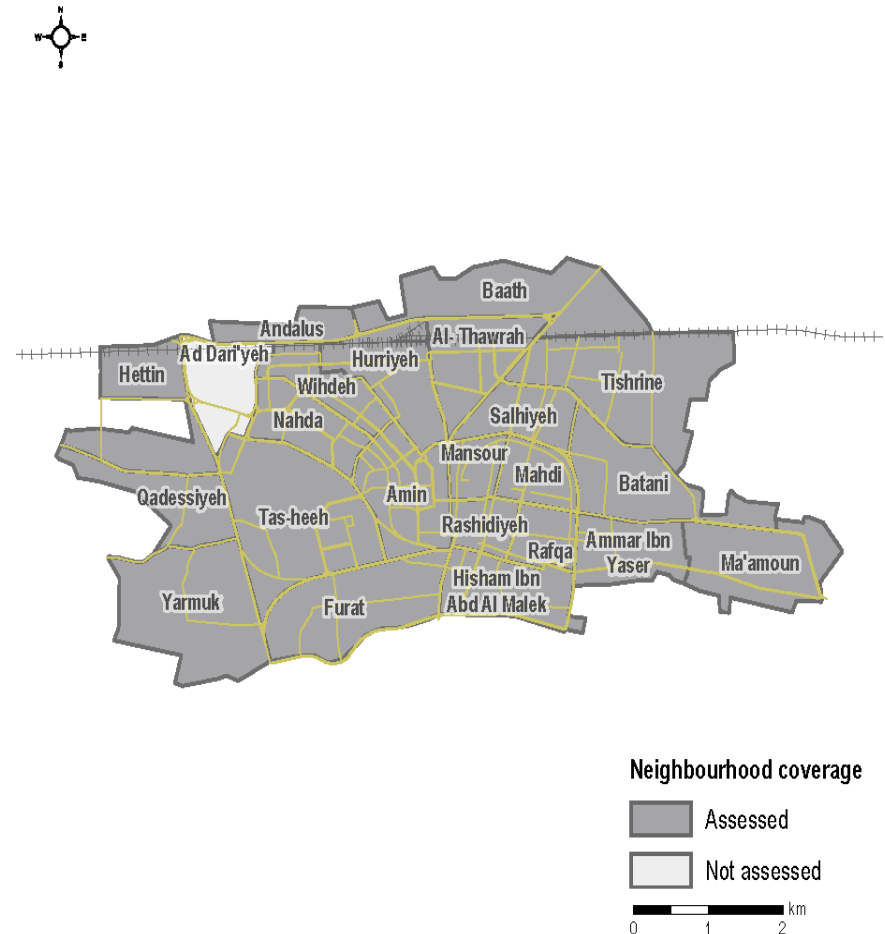 N
W E
S
Baath
Andalus
Al-Thawrah
Ad Dari'yeh
Hurriyeh
Hettin
Wihdeh
Tishrine
Nahda
Salhiyeh
Mansour
Mahdi
Batani
Qadessiyeh
Amin
Tas-heeh
Rashidiyeh
Rafqa
Ammar Ibn
Yaser
Ma'amoun
Hisham Ibn
Abd Al Malek
Yarmuk
Furat
Neighbourhood coverage
Assessed
Not assessed
km
0 1 2